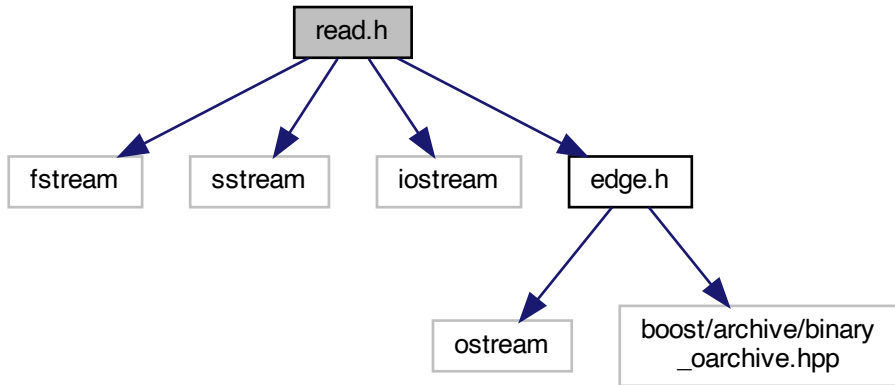 read.h
fstream
sstream
iostream
edge.h
ostream
boost/archive/binary
_oarchive.hpp